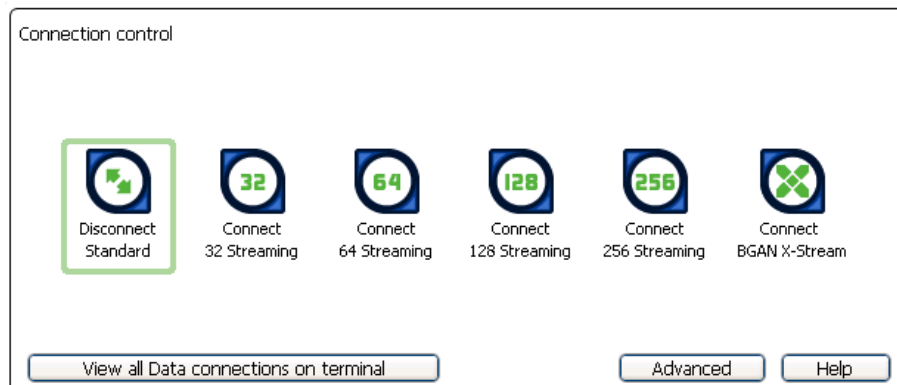 Connection control
32
64
128
256
Disconnect
Standard
Connect
32 Streaming
Connect
64 Streaming
Connect
128 Streaming
Connect
256 Streaming
Connect
BGAN X-Stream
View all Data connections on terminal
Advanced
Help